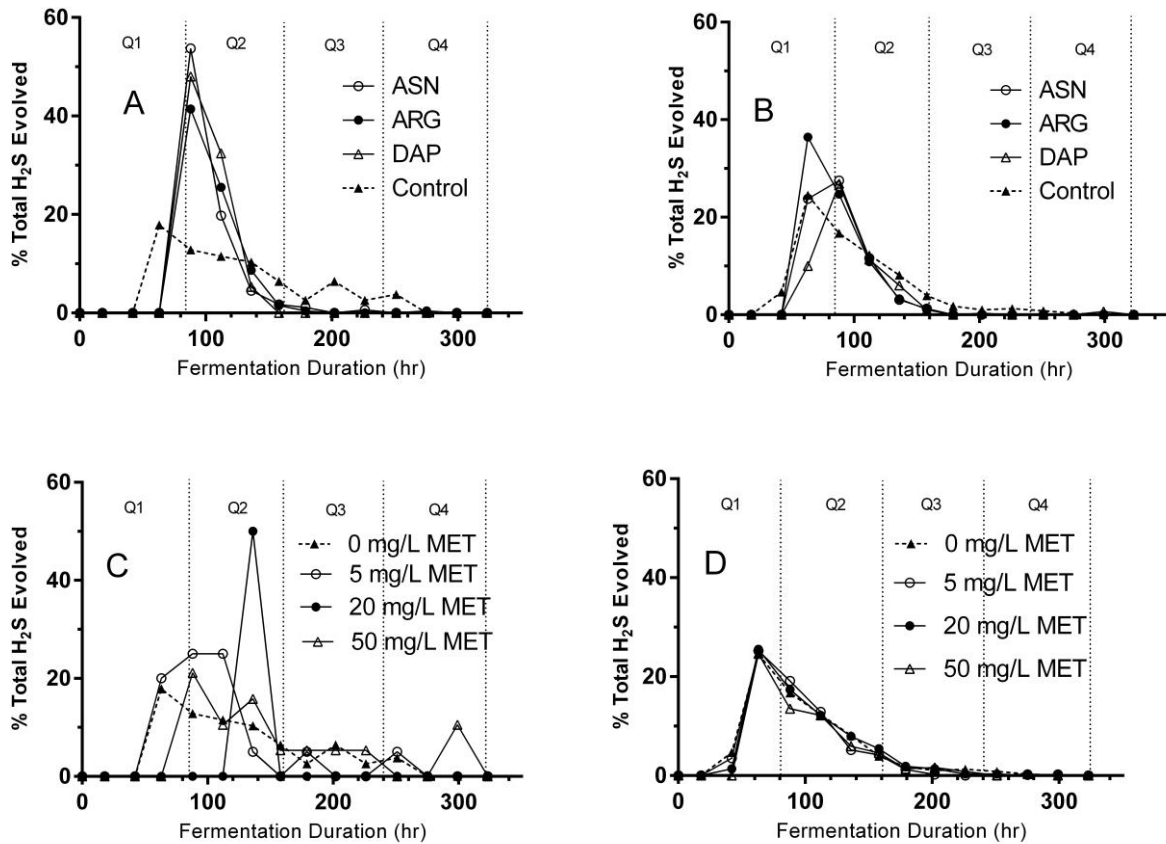 60
40
20
0
% Total H₂S Evolved
Q1 Q2 Q3 Q4
A
ASN
ARG
DAP
Control
0 100 200 300
Fermentation Duration (hr)
60
40
20
0
% Total H₂S Evolved
Q1 Q2 Q3 Q4
B
ASN
ARG
DAP
Control
0 100 200 300
Fermentation Duration (hr)
60
40
20
0
% Total H₂S Evolved
Q1 Q2 Q3 Q4
C
0 mg/L MET
5 mg/L MET
20 mg/L MET
50 mg/L MET
0 100 200 300
Fermentation Duration (hr)
60
40
20
0
% Total H₂S Evolved
Q1 Q2 Q3 Q4
D
0 mg/L MET
5 mg/L MET
20 mg/L MET
50 mg/L MET
0 100 200 300
Fermentation Duration (hr)